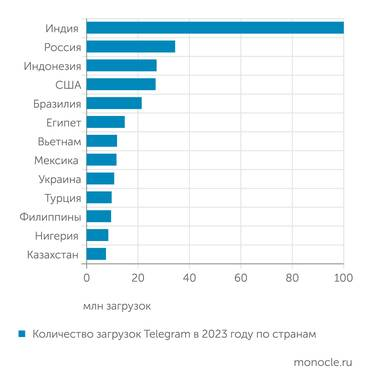 Индия
Россия
Индонезия
США
Бразилия
Египет
Вьетнам
Мексика
Украина
Турция
Филиппины
Нигерия
Казахстан
0 20 40 60 80 100
млн загрузок
Количество загрузок Telegram в 2023 году по странам
monocle.ru